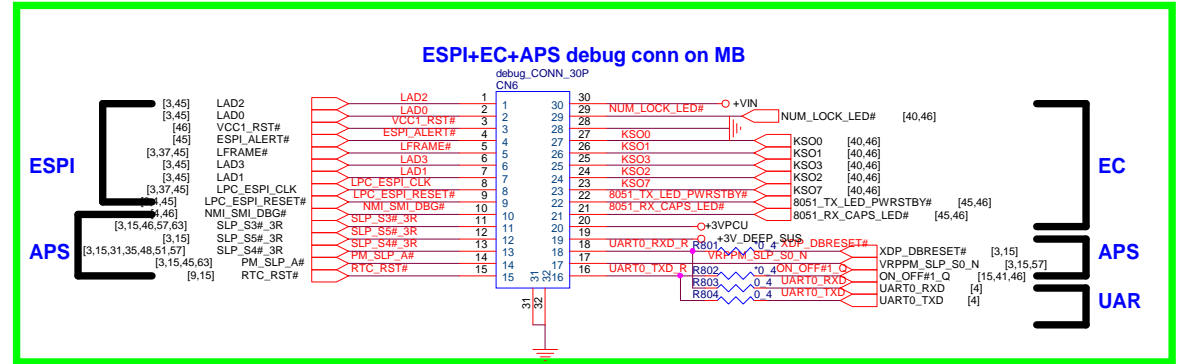 ESPI+EC+APS debug conn on MB
debug_CONN_30P
CN6
ESPI
APS
[3,45] LAD2 LAD2 1 1
[3,45] LAD0 LAD0 2 2
[46] VCC1_RST# VCC1_RST# 3 3
[45] ESPI_ALERT# ESPI_ALERT# 4 4
[3,37,45] LFRAME# LFRAME# 5 5
[3,45] LAD3 LAD3 6 6
[3,45] LAD1 LAD1 7 7
[3,37,45] LPC_ESPI_CLK LPC_ESPI_CLK 8 8
LPC_ESPI_RESET# LPC_ESPI_RESET# 9 9
NMI_SMI_DBG# NMI_SMI_DBG# 10 10
[3,15,46,57,63] SLP_S3#_3R SLP_S3#_3R 11 11
[3,15] SLP_S5#_3R SLP_S5#_3R 12 12
[3,15,31,35,48,51,57] SLP_S4#_3R SLP_S4#_3R 13 13
[3,15,45,63] PM_SLP_A# PM_SLP_A# 14 14
[9,15] RTC_RST# RTC_RST# 15 15
31 31
32 32
30 30 +VIN
29 29 NUM_LOCK_LED# NUM_LOCK_LED# [40,46]
28 28
27 27 KSO0 KSO0 [40,46]
26 26 KSO1 KSO1 [40,46]
25 25 KSO3 KSO3 [40,46]
24 24 KSO2 KSO2 [40,46]
23 23 KSO7 KSO7 [40,46]
22 22 8051_TX_LED_PWRSTBY# 8051_TX_LED_PWRSTBY# [45,46]
21 21 8051_RX_CAPS_LED# 8051_RX_CAPS_LED# [45,46]
20 20 +3VPCU
19 19 +3V_DEEP_SUS
18 18 UART0_RXD_R R801 *0_4 XDP_DBRESET# XDP_DBRESET# [3,15]
17 17 VRPPM_SLP_S0_N VRPPM_SLP_S0_N [3,15,57]
16 16 UART0_TXD_R R802 *0_4 ON_OFF#1_Q ON_OFF#1_Q [15,41,46]
R803 0_4 UART0_RXD UART0_RXD [4]
R804 0_4 UART0_TXD UART0_TXD [4]
EC
APS
UAR